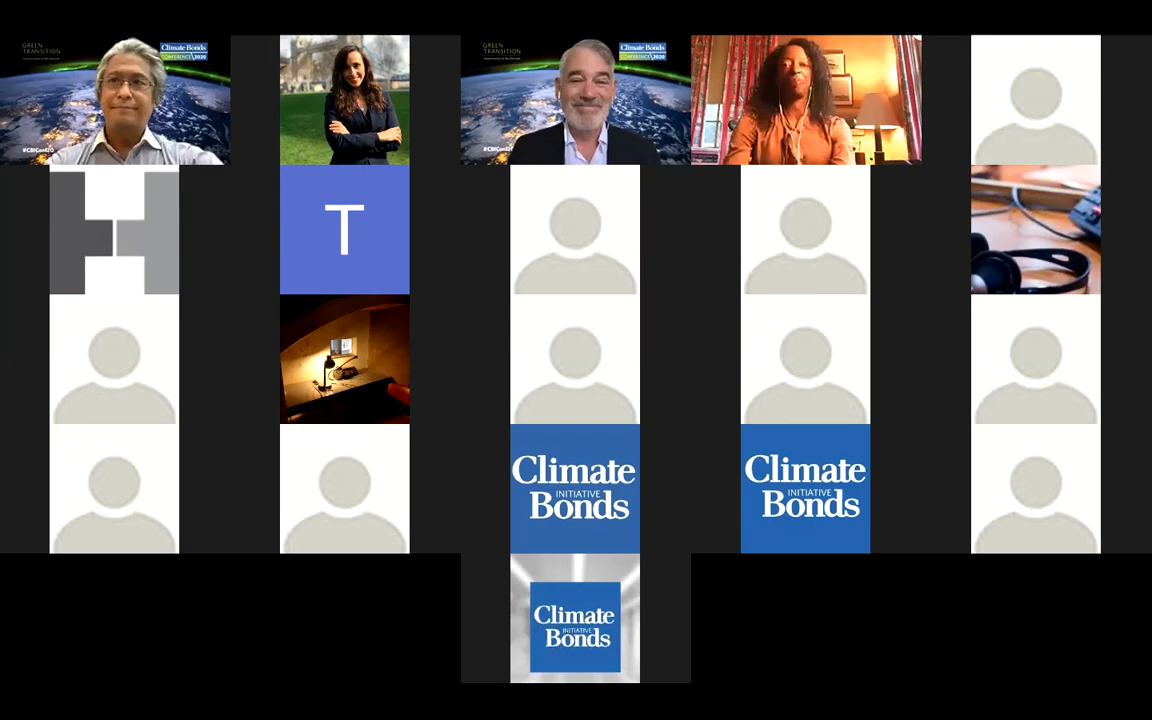 GREEN
TRANSITION
Climate Bonds
CONFERENCE\2020
#CBIConf20
GREEN
TRANSITION
Climate Bonds
CONFERENCE\2020
#CBIConf20
T
Climate
INITIATIVE
Bonds
Climate
INITIATIVE
Bonds
Climate
INITIATIVE
Bonds